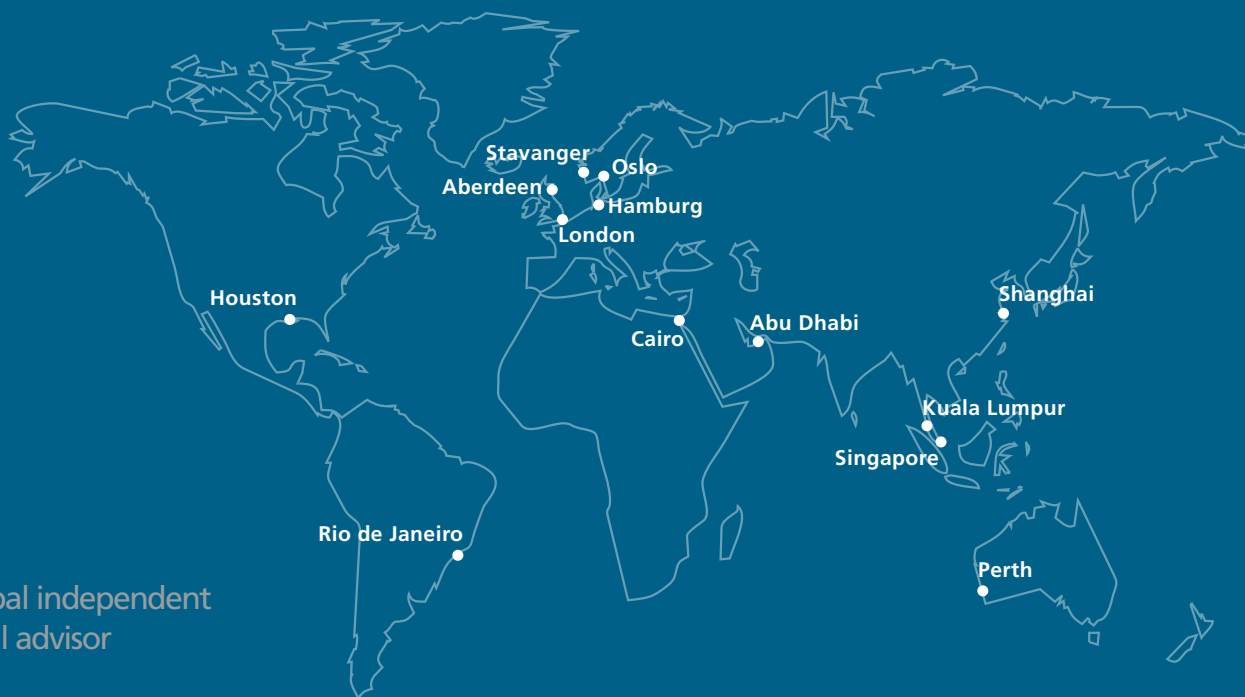 Stavanger
Oslo
Aberdeen
Hamburg
London
Houston
Shanghai
Abu Dhabi
Cairo
Kuala Lumpur
Singapore
Rio de Janeiro
Perth
independent
advisor